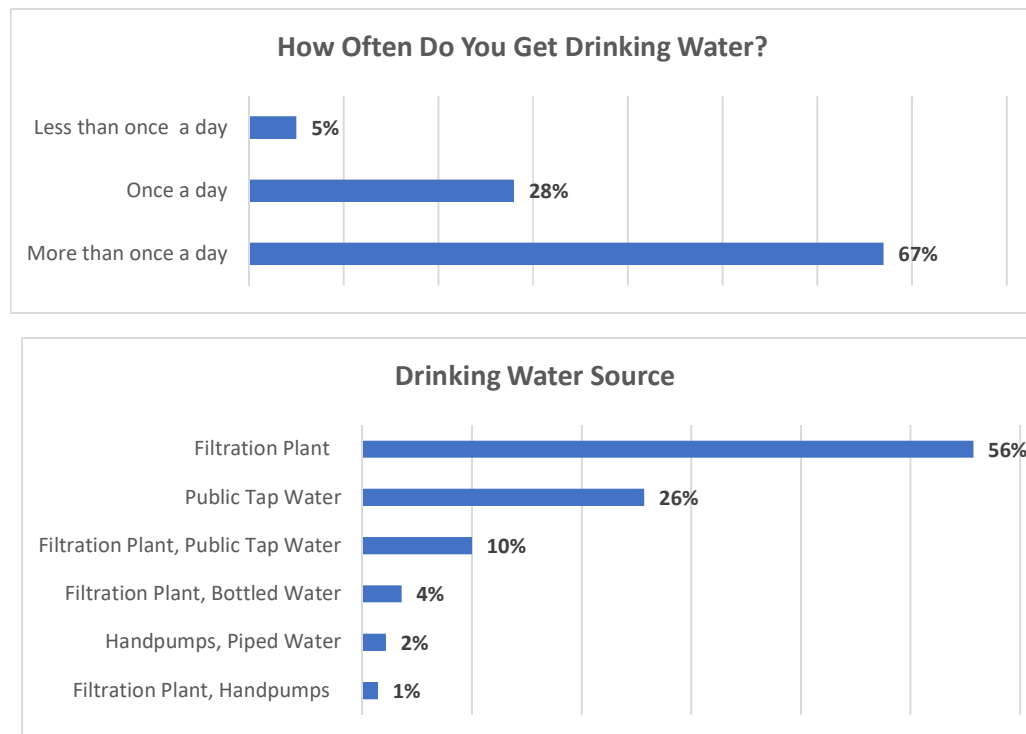 How Often Do You Get Drinking Water?
Less than once a day 5%
Once a day 28%
More than once a day 67%
Drinking Water Source
Filtration Plant 56%
Public Tap Water 26%
Filtration Plant, Public Tap Water 10%
Filtration Plant, Bottled Water 4%
Handpumps, Piped Water 2%
Filtration Plant, Handpumps 1%